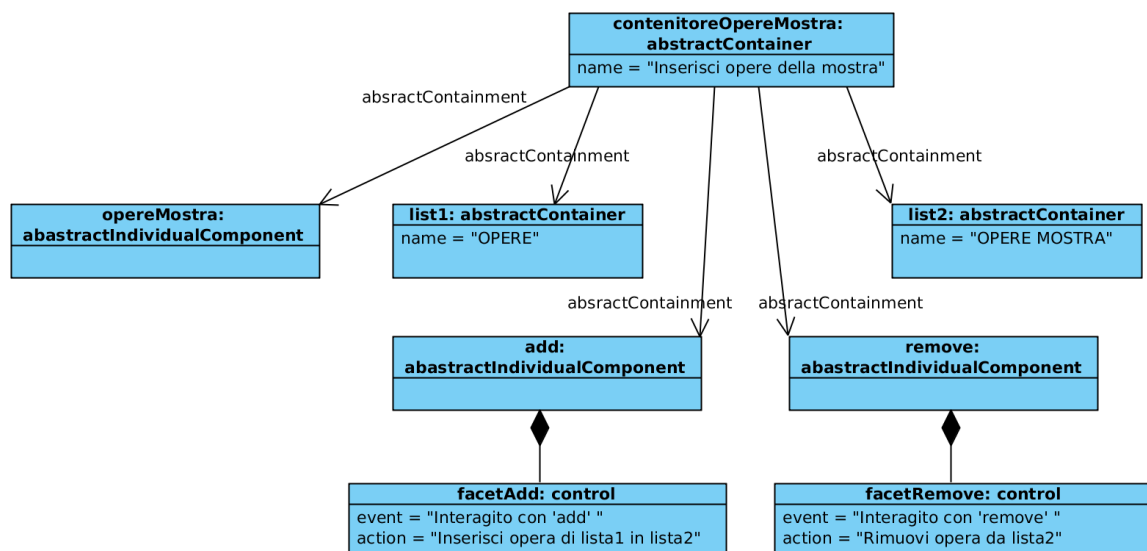 contenitoreOpereMostra:
abstractContainer
name = "Inserisci opere della mostra"
absractContainment
absractContainment
absractContainment
opereMostra:
abastractIndividualComponent
list1: abstractContainer
name = "OPERE"
list2: abstractContainer
name = "OPERE MOSTRA"
absractContainment
absractContainment
add:
abastractIndividualComponent
remove:
abastractIndividualComponent
facetAdd: control
event = "Interagito con 'add' "
action = "Inserisci opera di lista1 in lista2"
facetRemove: control
event = "Interagito con 'remove' "
action = "Rimuovi opera da lista2"